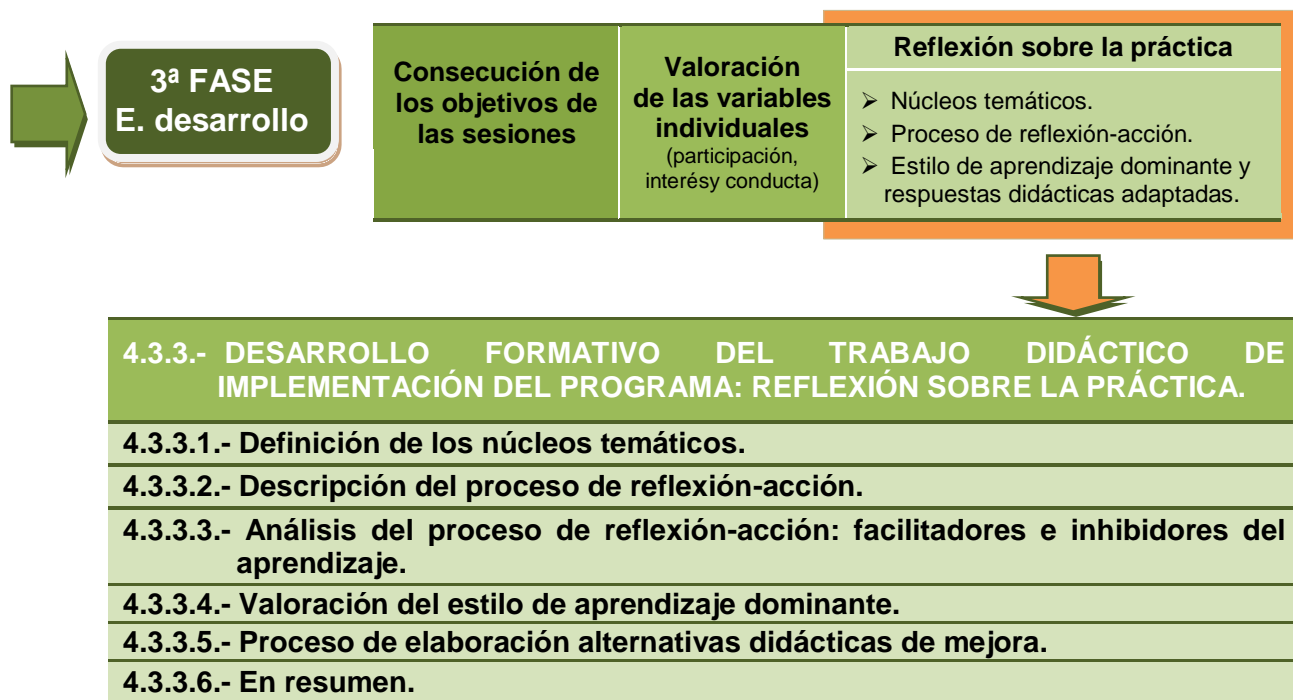 3ª FASE
E. desarrollo
Consecución de
los objetivos de
las sesiones
Valoración
de las variables
individuales
(participación,
interésy conducta)
Reflexión sobre la práctica
➢ Núcleos temáticos.
➢ Proceso de reflexión-acción.
➢ Estilo de aprendizaje dominante y
respuestas didácticas adaptadas.
4.3.3.- DESARROLLO FORMATIVO DEL TRABAJO DIDÁCTICO DE
IMPLEMENTACIÓN DEL PROGRAMA: REFLEXIÓN SOBRE LA PRÁCTICA.
4.3.3.1.- Definición de los núcleos temáticos.
4.3.3.2.- Descripción del proceso de reflexión-acción.
4.3.3.3.- Análisis del proceso de reflexión-acción: facilitadores e inhibidores del
aprendizaje.
4.3.3.4.- Valoración del estilo de aprendizaje dominante.
4.3.3.5.- Proceso de elaboración alternativas didácticas de mejora.
4.3.3.6.- En resumen.